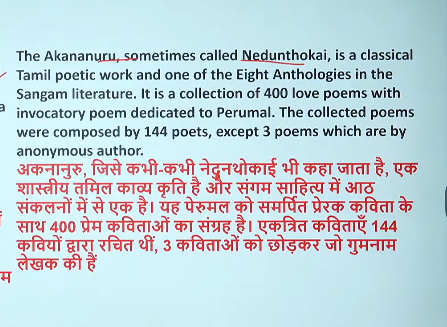 The Akananuru, sometimes called Nedunthokai, is a classical
Tamil poetic work and one of the Eight Anthologies in the
Sangam literature. It is a collection of 400 love poems with
a invocatory poem dedicated to Perumal. The collected poems
were composed by 144 poets, except 3 poems which are by
anonymous author.
अकनानुरु, जिसे कभी-कभी नेदुनथोकाई भी कहा जाता है, एक
शास्त्रीय तमिल काव्य कृति है और संगम साहित्य में आठ
संकलनों में से एक है। यह पेरुमल को समर्पित प्रेरक कविता के
साथ 400 प्रेम कविताओं का संग्रह है। एकत्रित कविताएँ 144
कवियों द्वारा रचित थीं, 3 कविताओं को छोड़कर जो गुमनाम
लेखक की हैं
म